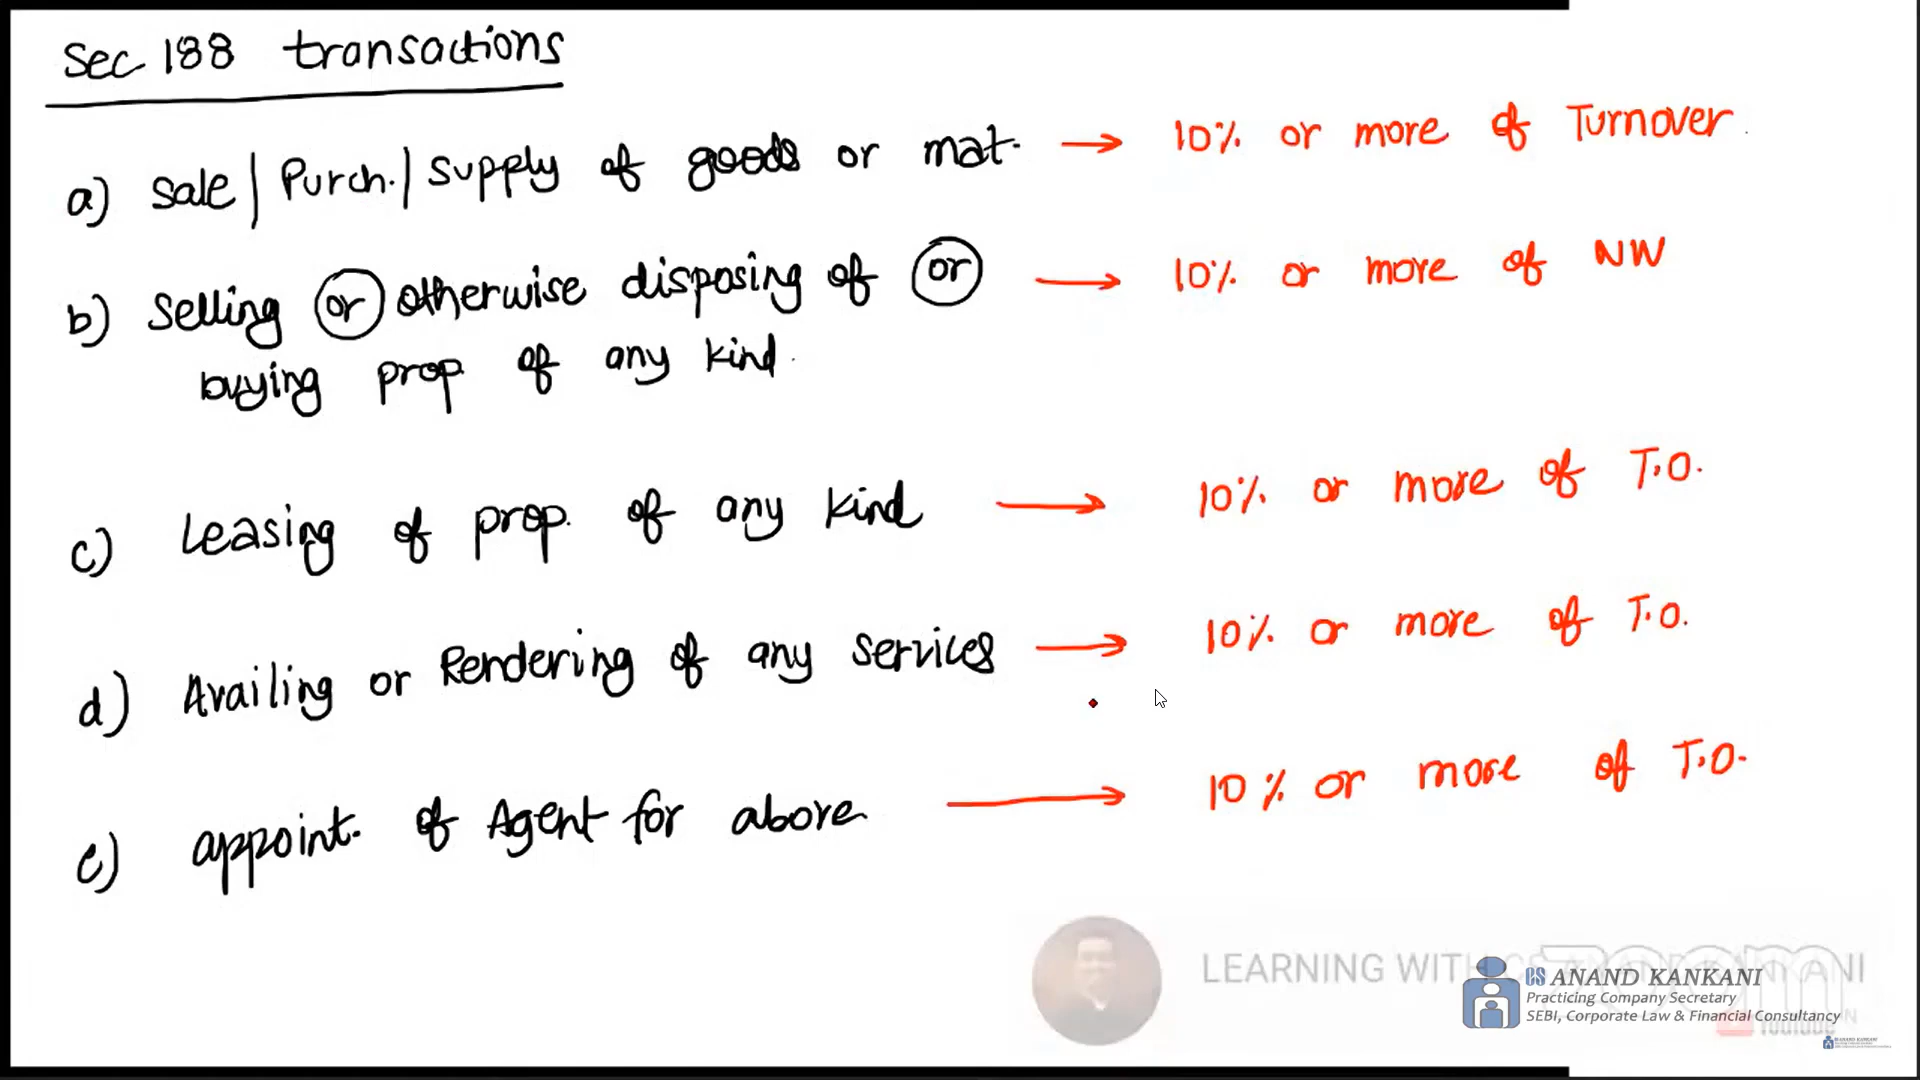 Sec 188 transactions
a) Sale | Purch. | Supply of goods or mat. → 10% or more of Turnover.
b) Selling or otherwise disposing of or → 10% or more of NW
buying prop of any kind.
c) Leasing of prop. of any kind → 10% or more of T.O.
d) Availing or Rendering of any services → 10% or more of T.O.
e) appoint. of Agent for above → 10% or more of T.O.
LEARNING WITH
CS ANAND KANKANI
Practicing Company Secretary
SEBI, Corporate Law & Financial Consultancy
zoom
YouTube